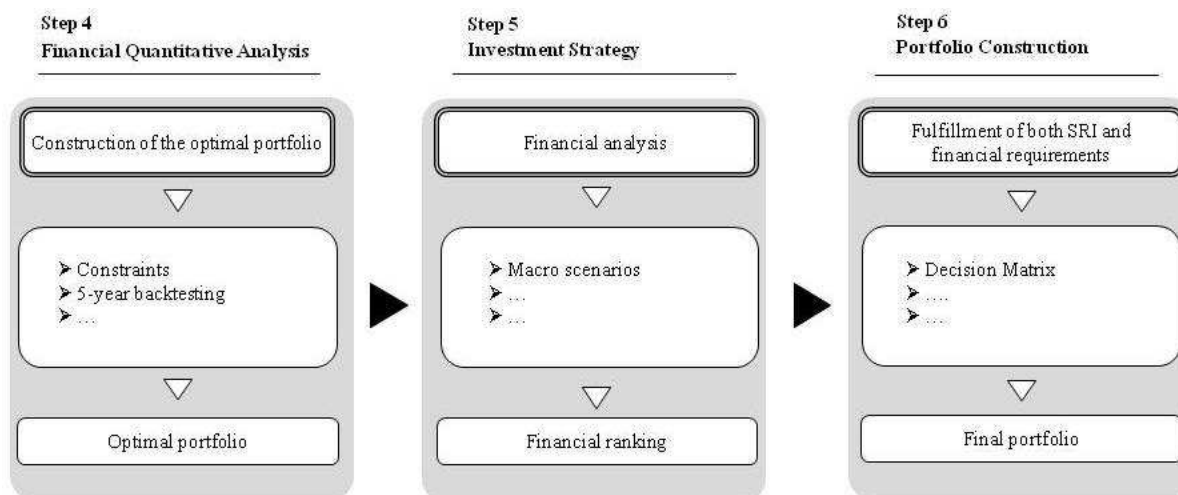 Step 4
Financial Quantitative Analysis
Construction of the optimal portfolio
➢ Constraints
➢ 5-year backtesting
➢ …
Optimal portfolio
Step 5
Investment Strategy
Financial analysis
➢ Macro scenarios
➢ …
➢ …
Financial ranking
Step 6
Portfolio Construction
Fulfillment of both SRI and
financial requirements
➢ Decision Matrix
➢ ….
➢ …
Final portfolio